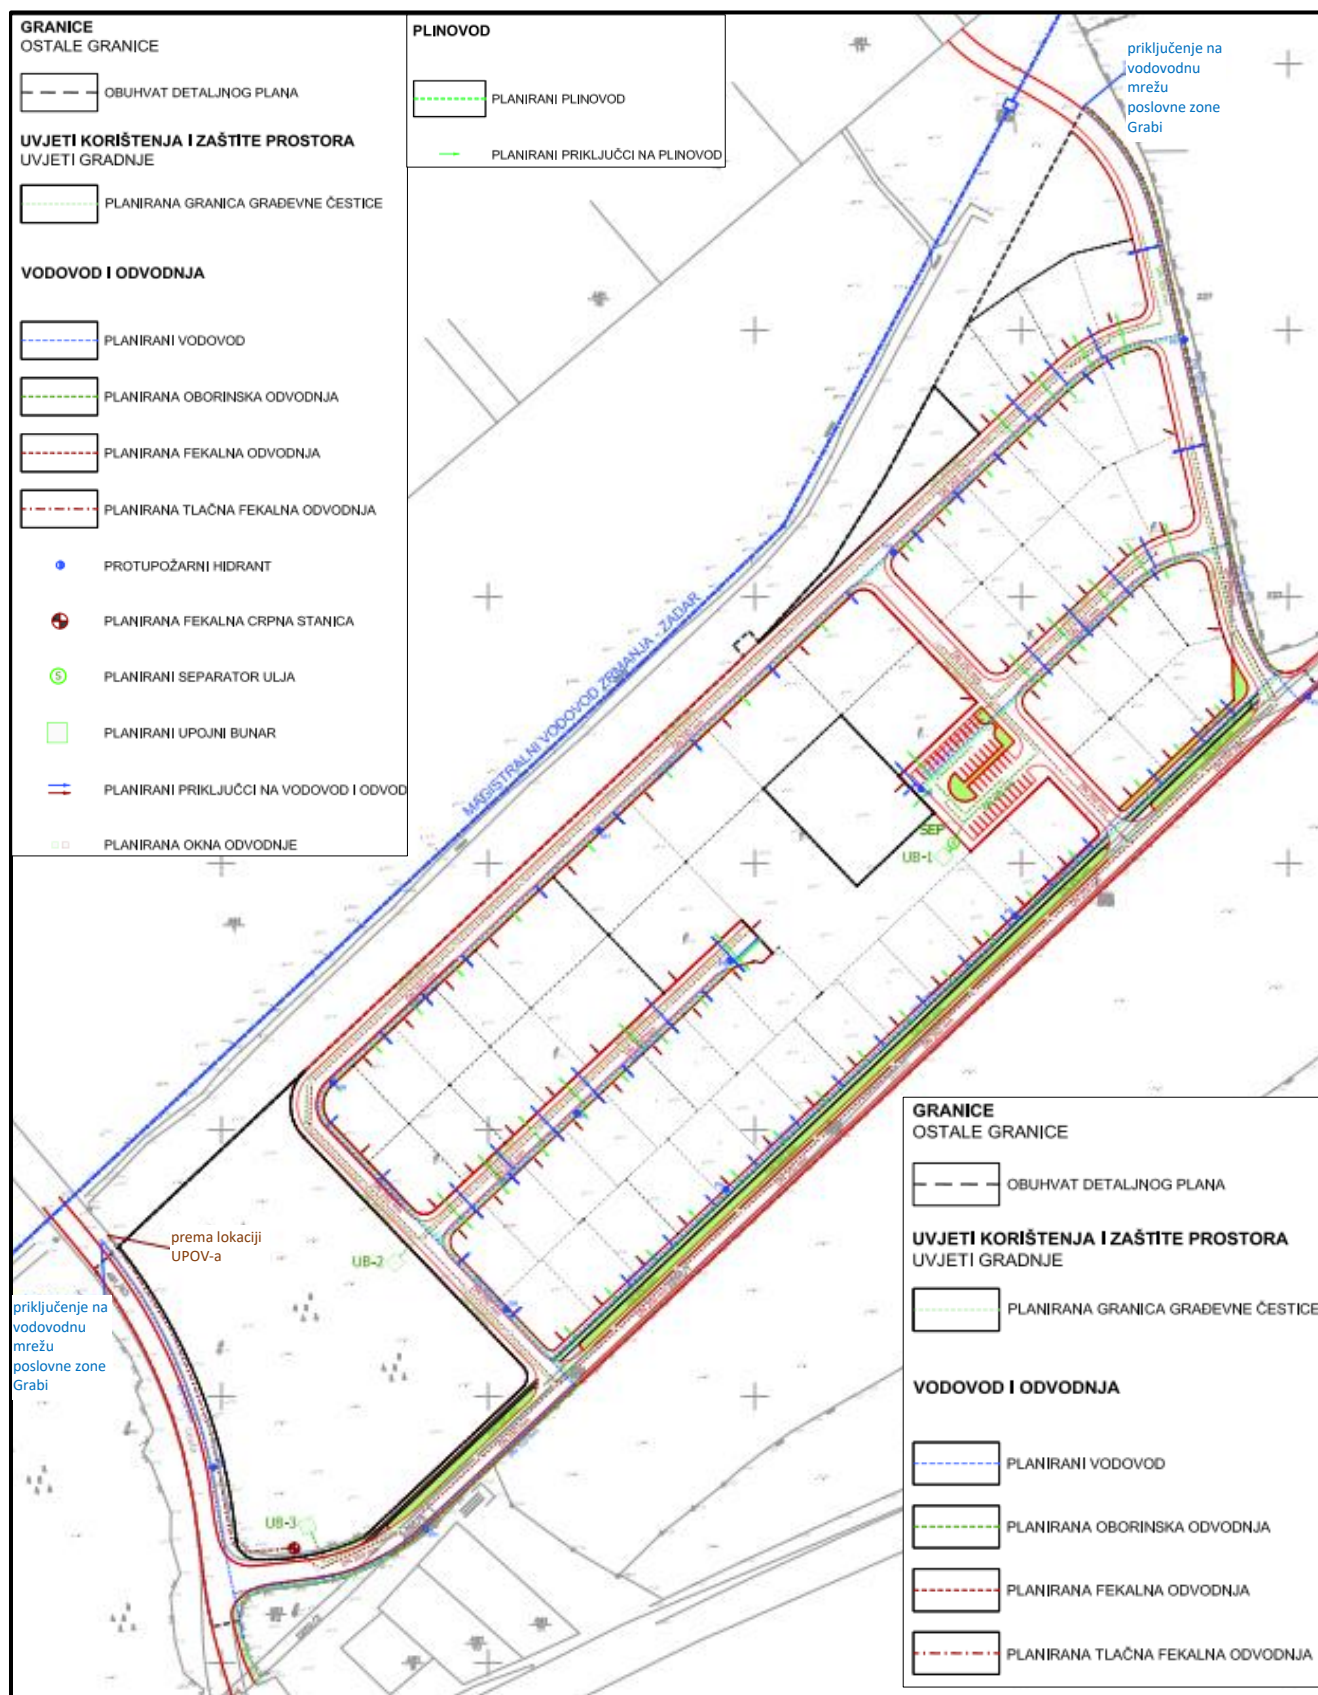 GRANICE
OSTALE GRANICE
OBUHVAT DETALJNOG PLANA
UVJETI KORIŠTENJA I ZAŠTITE PROSTORA
UVJETI GRADNJE
PLANIRANA GRANICA GRAĐEVNE ČESTICE
VODOVOD I ODVODNJA
PLANIRANI VODOVOD
PLANIRANA OBORINSKA ODVODNJA
PLANIRANA FEKALNA ODVODNJA
PLANIRANA TLAČNA FEKALNA ODVODNJA
PROTUPOŽARNI HIDRANT
PLANIRANA FEKALNA CRPNA STANICA
S
PLANIRANI SEPARATOR ULJA
PLANIRANI UPOJNI BUNAR
PLANIRANI PRIKLJUČCI NA VODOVOD I ODVOD
PLANIRANA OKNA ODVODNJE
PLINOVOD
PLANIRANI PLINOVOD
PLANIRANI PRIKLJUČCI NA PLINOVOD
priključenje na
vodovodnu
mrežu
poslovne zone
Grabi
MAGISTRALNI VODOVOD ZRMANJA - ZADAR
SEP
UB-1
UB-2
prema lokaciji
UPOV-a
priključenje na
vodovodnu
mrežu
poslovne zone
Grabi
UB-3
GRANICE
OSTALE GRANICE
OBUHVAT DETALJNOG PLANA
UVJETI KORIŠTENJA I ZAŠTITE PROSTORA
UVJETI GRADNJE
PLANIRANA GRANICA GRAĐEVNE ČESTICE
VODOVOD I ODVODNJA
PLANIRANI VODOVOD
PLANIRANA OBORINSKA ODVODNJA
PLANIRANA FEKALNA ODVODNJA
PLANIRANA TLAČNA FEKALNA ODVODNJA